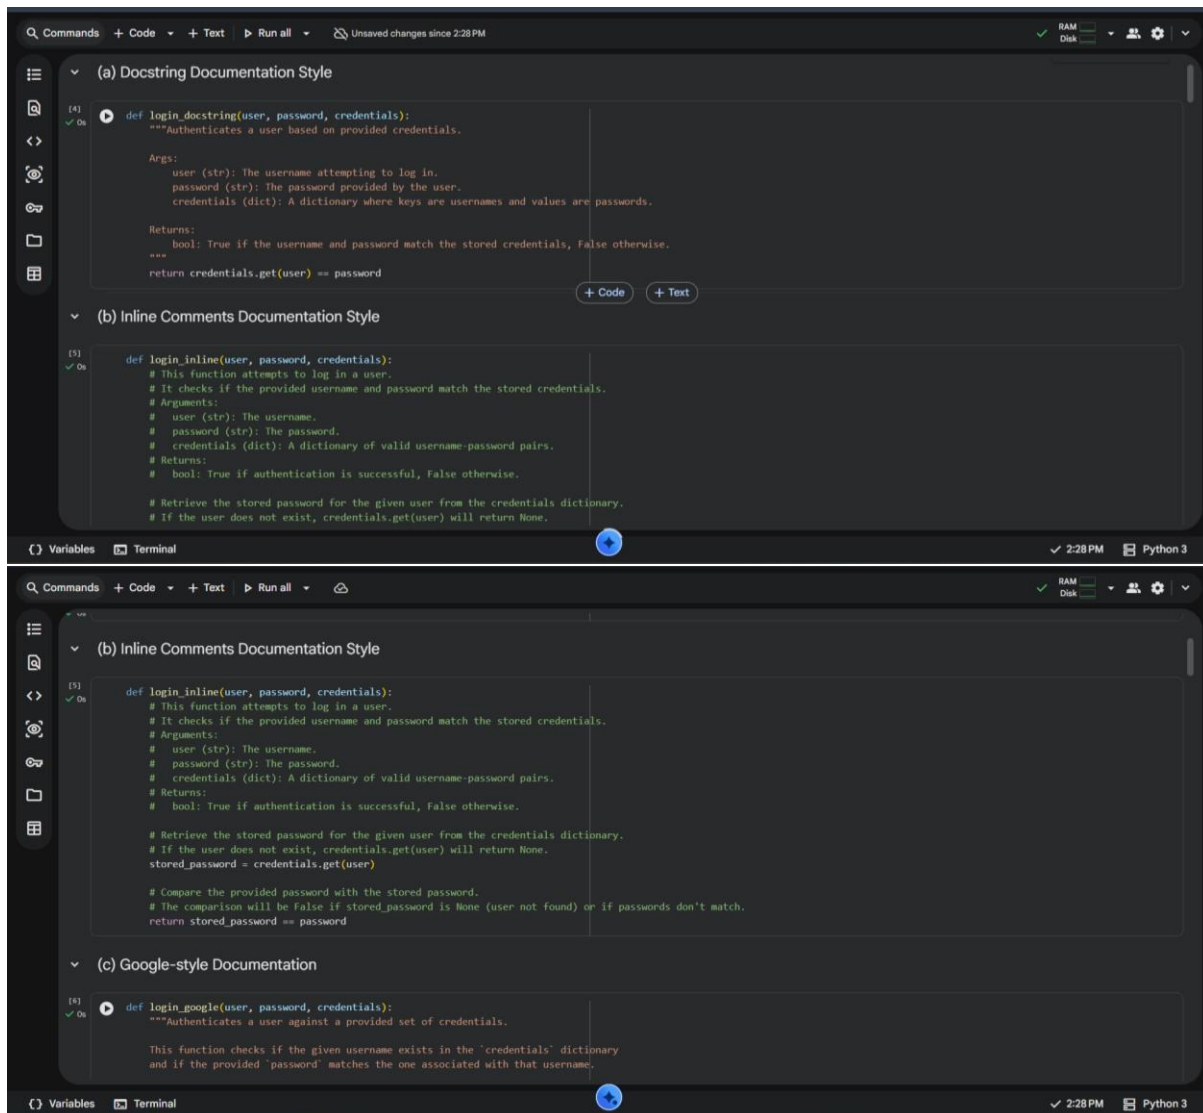 Commands + Code + Text Run all Unsaved changes since 2:28 PM RAM Disk
(a) Docstring Documentation Style
[4]
0s
def login_docstring(user, password, credentials):
"""Authenticates a user based on provided credentials.
Args:
user (str): The username attempting to log in.
password (str): The password provided by the user.
credentials (dict): A dictionary where keys are usernames and values are passwords.
Returns:
bool: True if the username and password match the stored credentials, False otherwise.
"""
return credentials.get(user) == password
+ Code + Text
(b) Inline Comments Documentation Style
[5]
0s
def login_inline(user, password, credentials):
# This function attempts to log in a user.
# It checks if the provided username and password match the stored credentials.
# Arguments:
#   user (str): The username.
#   password (str): The password.
#   credentials (dict): A dictionary of valid username-password pairs.
# Returns:
#   bool: True if authentication is successful, False otherwise.
# Retrieve the stored password for the given user from the credentials dictionary.
# If the user does not exist, credentials.get(user) will return None.
{} Variables Terminal 2:28 PM Python 3
Commands + Code + Text Run all RAM Disk
(b) Inline Comments Documentation Style
[5]
0s
def login_inline(user, password, credentials):
# This function attempts to log in a user.
# It checks if the provided username and password match the stored credentials.
# Arguments:
#   user (str): The username.
#   password (str): The password.
#   credentials (dict): A dictionary of valid username-password pairs.
# Returns:
#   bool: True if authentication is successful, False otherwise.
# Retrieve the stored password for the given user from the credentials dictionary.
# If the user does not exist, credentials.get(user) will return None.
stored_password = credentials.get(user)
# Compare the provided password with the stored password.
# The comparison will be False if stored_password is None (user not found) or if passwords don't match.
return stored_password == password
(c) Google-style Documentation
[6]
0s
def login_google(user, password, credentials):
"""Authenticates a user against a provided set of credentials.
This function checks if the given username exists in the `credentials` dictionary
and if the provided `password` matches the one associated with that username.
{} Variables Terminal 2:28 PM Python 3